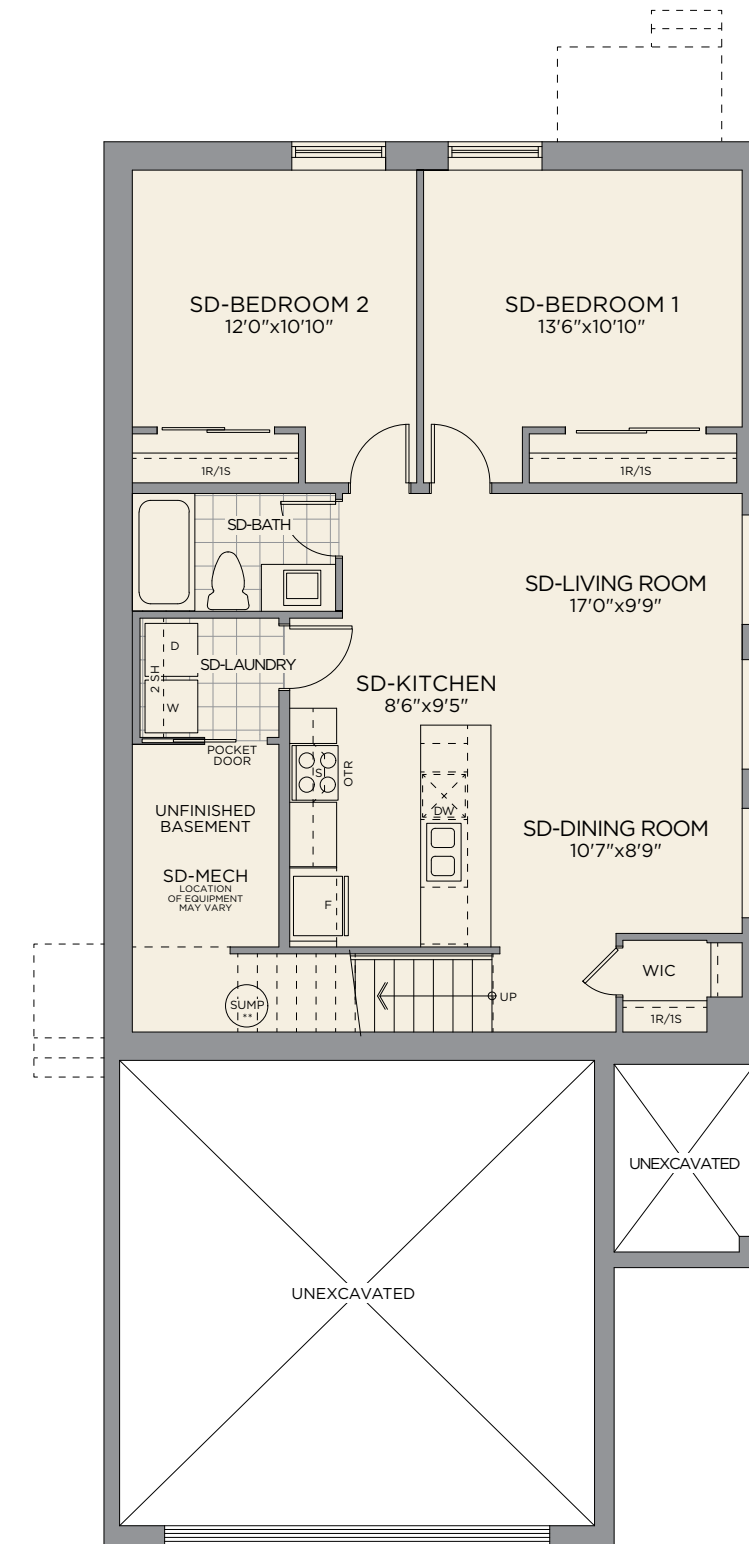 SD-BEDROOM 2
12'0"x10'10"
SD-BEDROOM 1
13'6"x10'10"
1R/1S
1R/1S
SD-BATH
SD-LIVING ROOM
17'0"x9'9"
D
2 SH
SD-LAUNDRY
W
SD-KITCHEN
8'6"x9'5"
POCKET
DOOR
IS
OTR
DW
UNFINISHED
BASEMENT
SD-DINING ROOM
10'7"x8'9"
SD-MECH
LOCATION
OF EQUIPMENT
MAY VARY
F
WIC
UP
SUMP
**
1R/1S
UNEXCAVATED
UNEXCAVATED